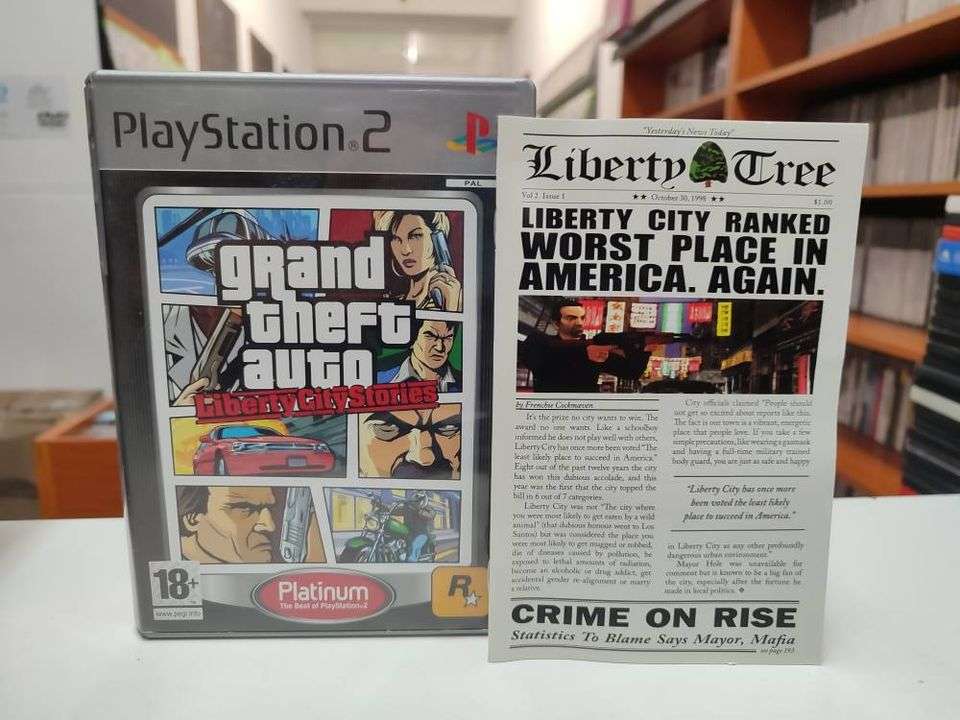 PlayStation®2
PAL
grand
theft
auto
Liberty City Stories
18+
www.pegi.info
Platinum
The Best of PlayStation®2
R
"Yesterday's News Today"
Liberty Tree
Vol 2 Issue 1 ★★ October 30, 1998 ★★ $1.00
LIBERTY CITY RANKED
WORST PLACE IN
AMERICA. AGAIN.
by Frenchie Cockmaven
It's the prize no city wants to win. The
award no one wants. Like a schoolboy
informed he does not play well with others,
Liberty City has once more been voted "The
least likely place to succeed in America."
Eight out of the past twelve years the city
has won this dubious accolade, and this
year was the first that the city topped the
bill in 6 out of 7 categories.
Liberty City was not "The city where
you were most likely to get eaten by a wild
animal" (that dubious honour went to Los
Santos) but was considered the place you
were most likely to get mugged or robbed,
die of diseases caused by pollution, be
exposed to lethal amounts of radiation,
become an alcoholic or drug addict, get
accidental gender re-alignment or marry
a relative.
City officials claimed "People should
not get so excited about reports like this.
The fact is our town is a vibrant, energetic
place that people love. If you take a few
simple precautions, like wearing a gasmask
and having a full-time military trained
body guard, you are just as safe and happy
"Liberty City has once more
been voted the least likely
place to succeed in America."
in Liberty City as any other profoundly
dangerous urban environment."
Mayor Hole was unavailable for
comment but is known to be a big fan of
the city, especially after the fortune he
made in local politics. ◆
CRIME ON RISE
Statistics To Blame Says Mayor, Mafia
see page 193